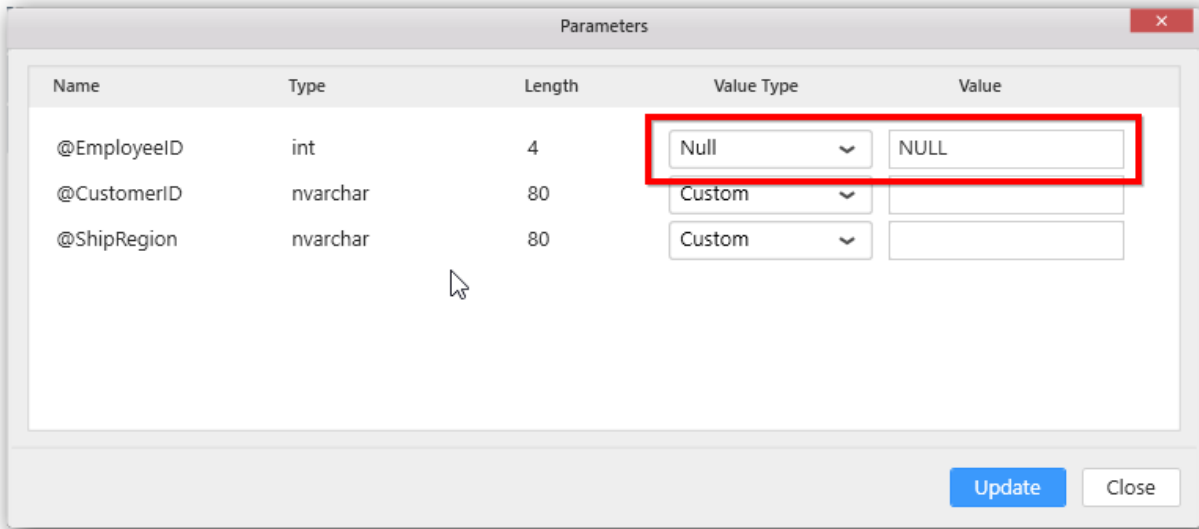 Parameters
Name Type Length Value Type Value
@EmployeeID int 4 Null NULL
@CustomerID nvarchar 80 Custom
@ShipRegion nvarchar 80 Custom
Update Close